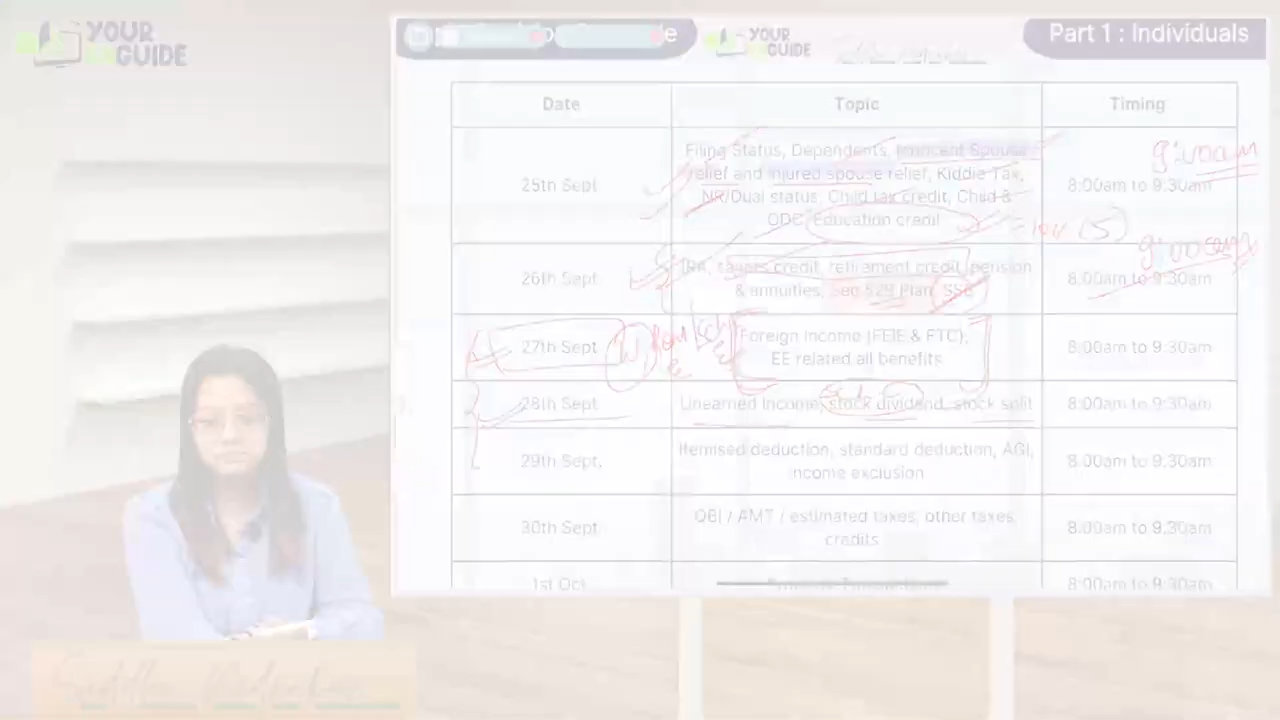 YOUR
GUIDE
YOUR
GUIDE
Part 1 : Individuals
Date
Topic
Timing
25th Sept
Filing Status, Dependents, Innocent Spouse
relief and injured spouse relief, Kiddie Tax,
NR/Dual status, Child tax credit, Child &
ODC, Education credit
8:00am to 9:30am
9:00am
26th Sept
IRA, savers credit, retirement credit, pension
& annuities, Sec 529 Plan, SSB
8:00am to 9:30am
9:00am
27th Sept
Foreign Income (FEIE & FTC),
EE related all benefits
8:00am to 9:30am
28th Sept
Unearned Income, stock dividend, stock split
8:00am to 9:30am
29th Sept,
Itemised deduction, standard deduction, AGI,
income exclusion
8:00am to 9:30am
30th Sept
QBI / AMT / estimated taxes, other taxes,
credits
8:00am to 9:30am
1st Oct
8:00am to 9:30am